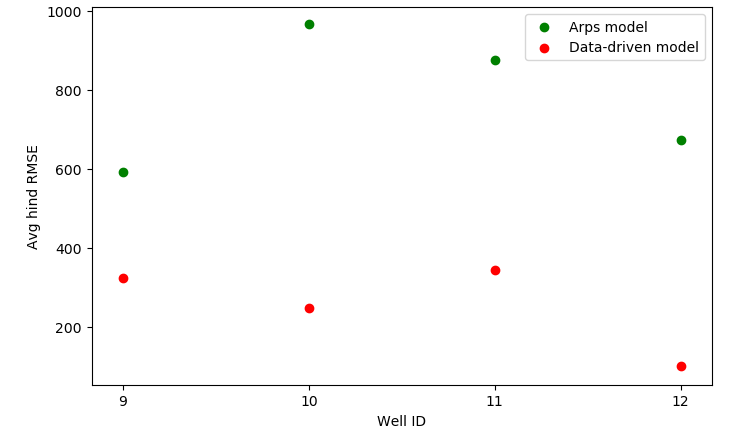 1000
800
600
400
200
Avg hind RMSE
Arps model
Data-driven model
9 10 11 12
Well ID